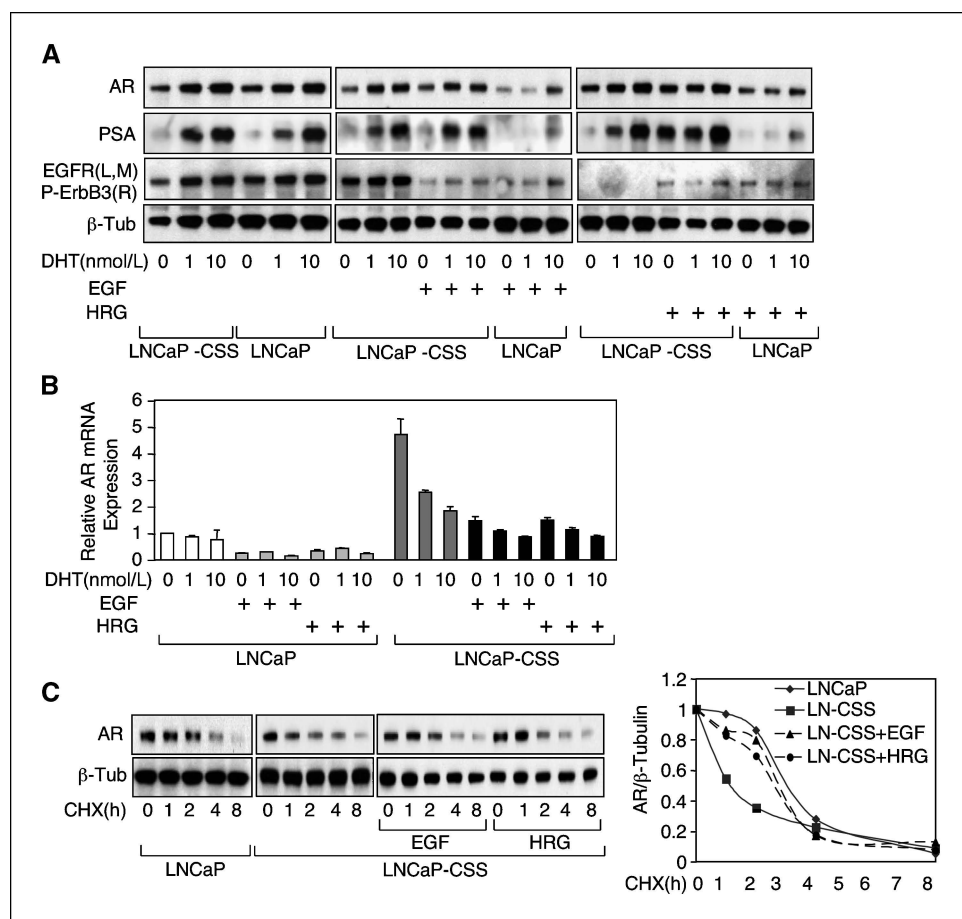 A
AR
PSA
EGFR(L,M)
P-ErbB3(R)
β-Tub
DHT(nmol/L) 0 1 10 0 1 10 0 1 10 0 1 10 0 1 10 0 1 10 0 1 10 0 1 10
EGF + + + + + +
HRG + + + + + +
LNCaP -CSS LNCaP LNCaP -CSS LNCaP LNCaP -CSS LNCaP
B
Relative AR mRNA
Expression
6
5
4
3
2
1
0
DHT(nmol/L) 0 1 10 0 1 10 0 1 10 0 1 10 0 1 10 0 1 10
EGF + + + + + +
HRG + + + + + +
LNCaP LNCaP-CSS
C
AR
β-Tub
CHX(h) 0 1 2 4 8 0 1 2 4 8 0 1 2 4 8 0 1 2 4 8
EGF HRG
LNCaP LNCaP-CSS
AR/β-Tubulin
1.2
1
0.8
0.6
0.4
0.2
0
LNCaP
LN-CSS
LN-CSS+EGF
LN-CSS+HRG
CHX(h) 0 1 2 3 4 5 6 7 8